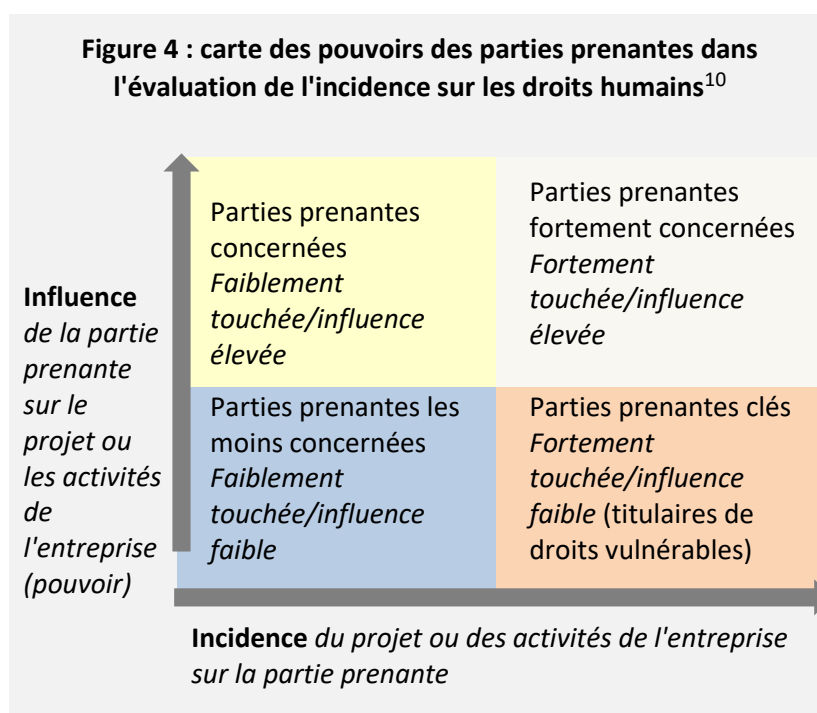 Figure 4 : carte des pouvoirs des parties prenantes dans
l'évaluation de l'incidence sur les droits humains10
Influence
de la partie
prenante
sur le
projet ou
les activités
de
l'entreprise
(pouvoir)
Parties prenantes
concernées
Faiblement
touchée/influence
élevée
Parties prenantes
fortement concernées
Fortement
touchée/influence
élevée
Parties prenantes les
moins concernées
Faiblement
touchée/influence
faible
Parties prenantes clés
Fortement
touchée/influence
faible (titulaires de
droits vulnérables)
Incidence du projet ou des activités de l'entreprise
sur la partie prenante